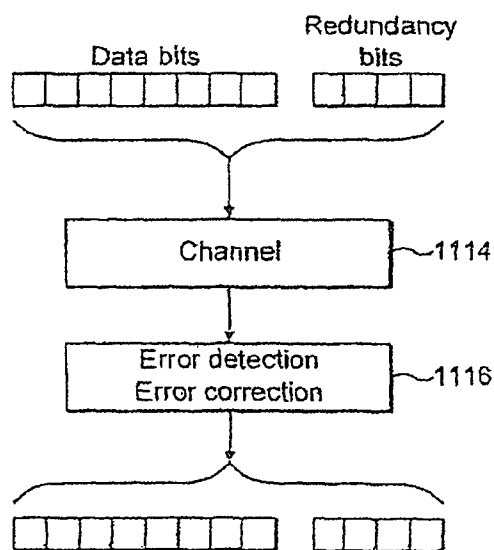 Redundancy
Data bits
bits
Channel
1114
Error detection
Error correction
1116